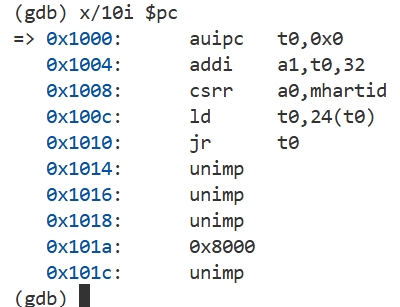 (gdb) x/10i $pc
=> 0x1000: auipc t0,0x0
0x1004: addi a1,t0,32
0x1008: csrr a0,mhartid
0x100c: ld t0,24(t0)
0x1010: jr t0
0x1014: unimp
0x1016: unimp
0x1018: unimp
0x101a: 0x8000
0x101c: unimp
(gdb)